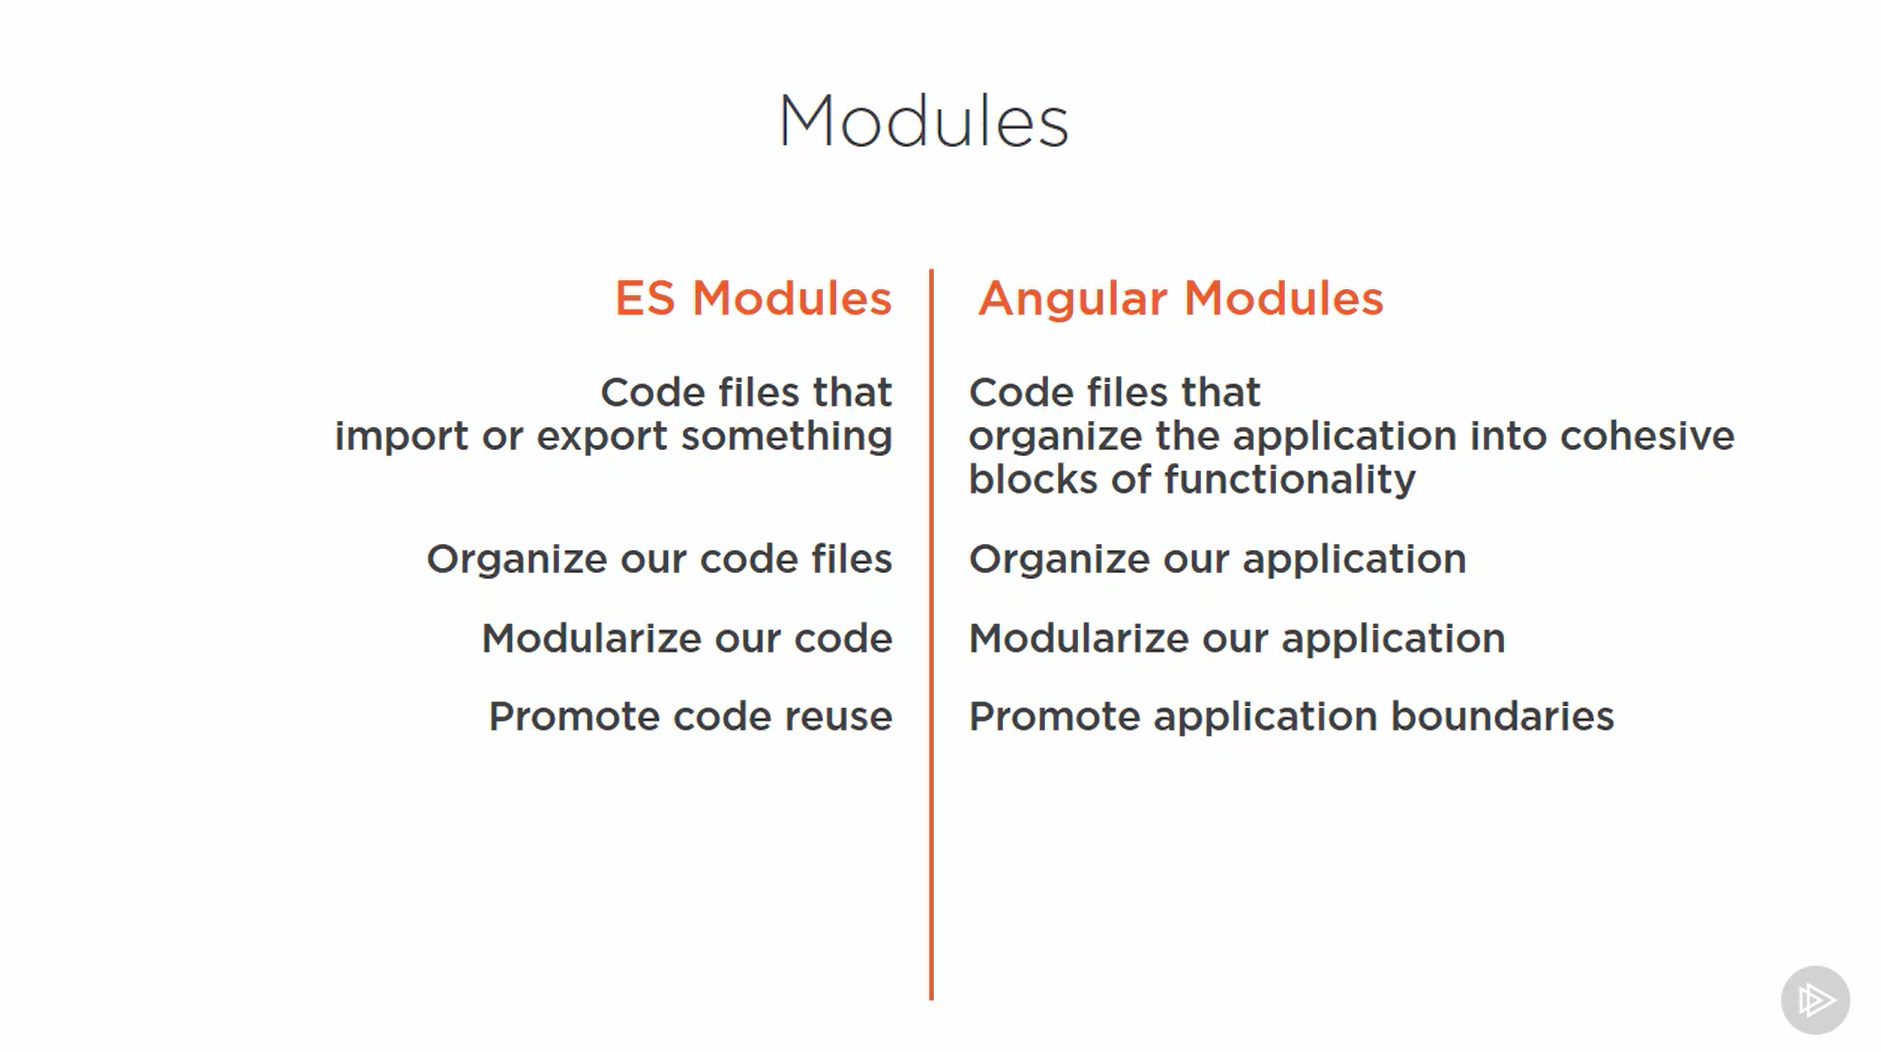 Modules
ES Modules
Code files that
import or export something
Organize our code files
Modularize our code
Promote code reuse
Angular Modules
Code files that
organize the application into cohesive
blocks of functionality
Organize our application
Modularize our application
Promote application boundaries